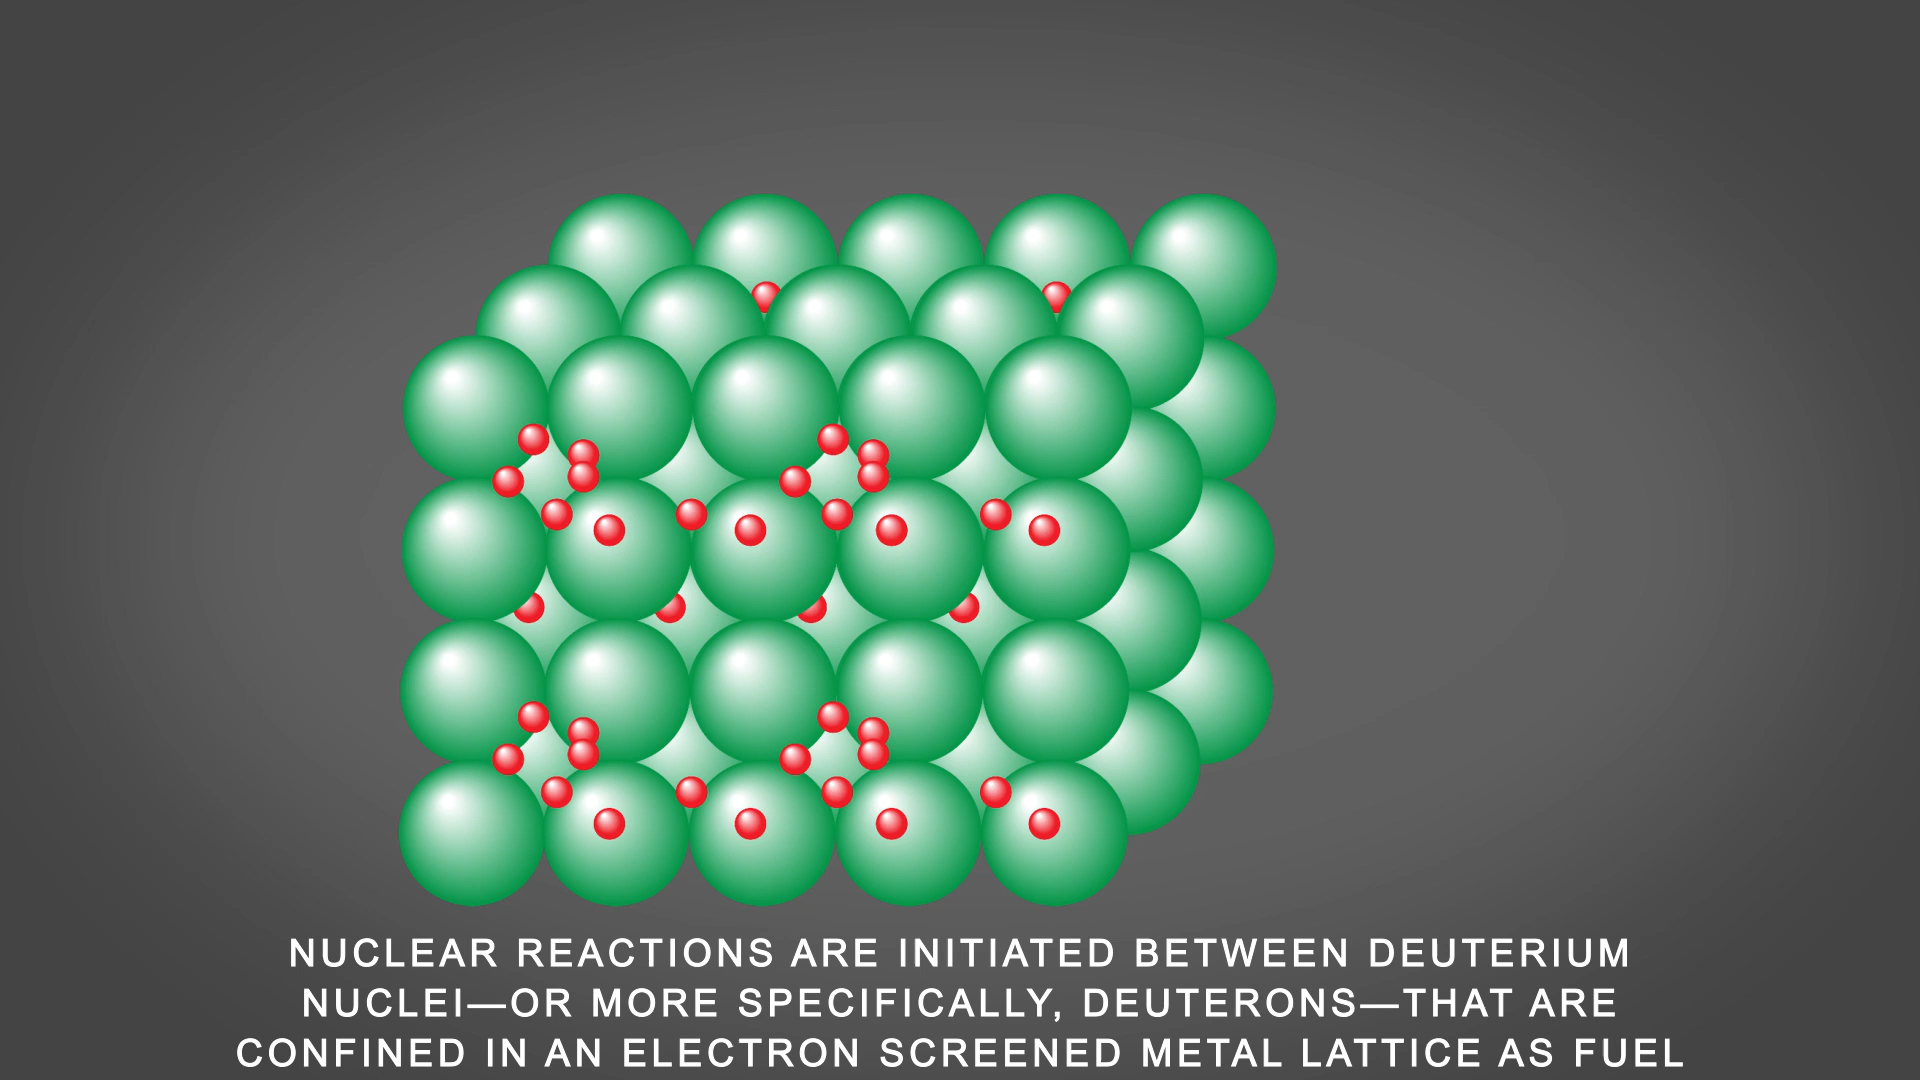 NUCLEAR REACTIONS ARE INITIATED BETWEEN DEUTERIUM
NUCLEI—OR MORE SPECIFICALLY, DEUTERONS—THAT ARE
CONFINED IN AN ELECTRON SCREENED METAL LATTICE AS FUEL